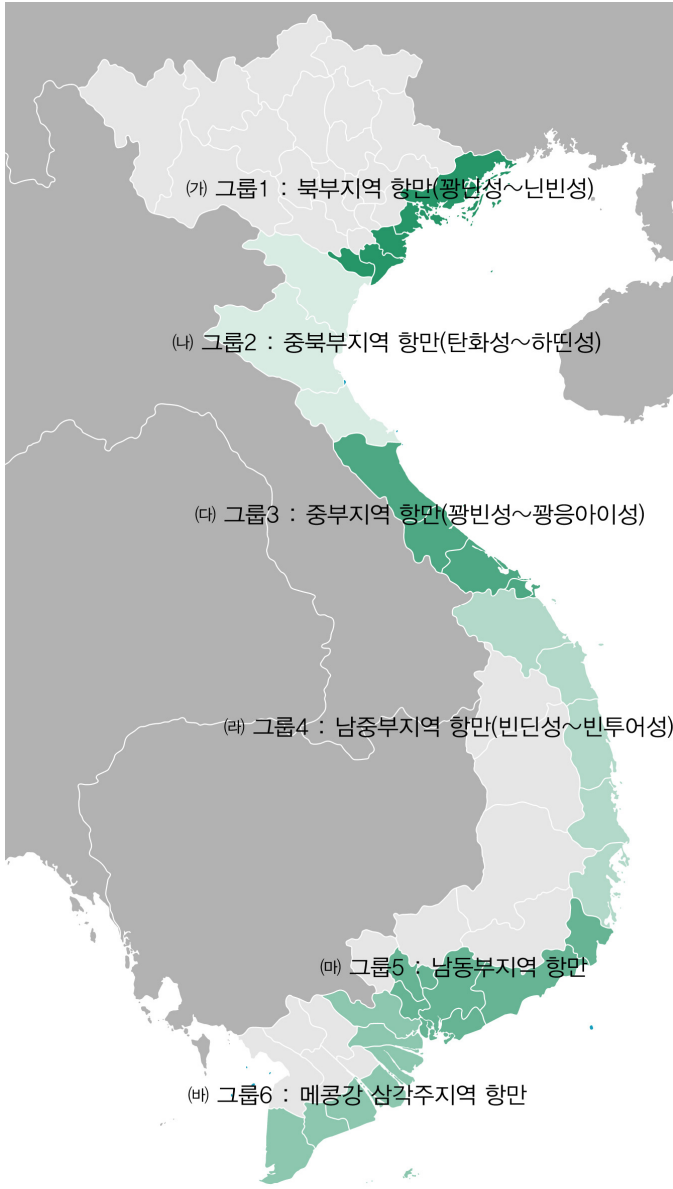 ㈎ 그룹1 : 북부지역 항만(꽝닌성~닌빈성)
㈏ 그룹2 : 중북부지역 항만(탄화성~하띤성)
㈐ 그룹3 : 중부지역 항만(꽝빈성~꽝응아이성)
㈑ 그룹4 : 남중부지역 항만(빈딘성~빈투어성)
㈒ 그룹5 : 남동부지역 항만
㈓ 그룹6 : 메콩강 삼각주지역 항만